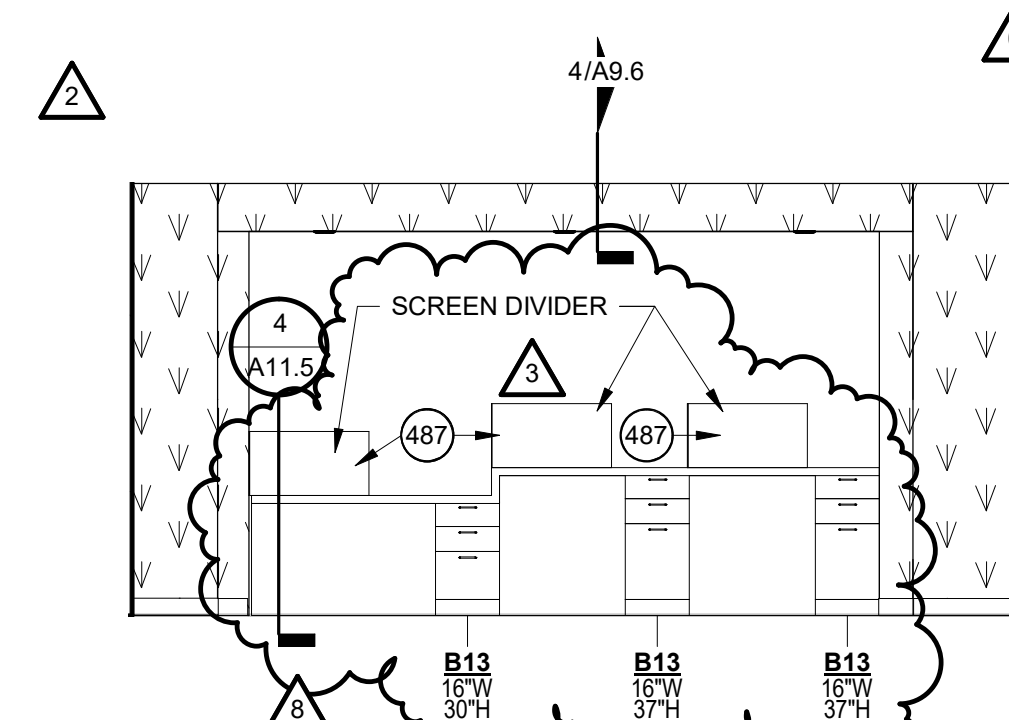 4/A9.6
2
SCREEN DIVIDER
4
A11.5
3
487
487
B13
16"W
30"H
B13
16"W
37"H
B13
16"W
37"H
8